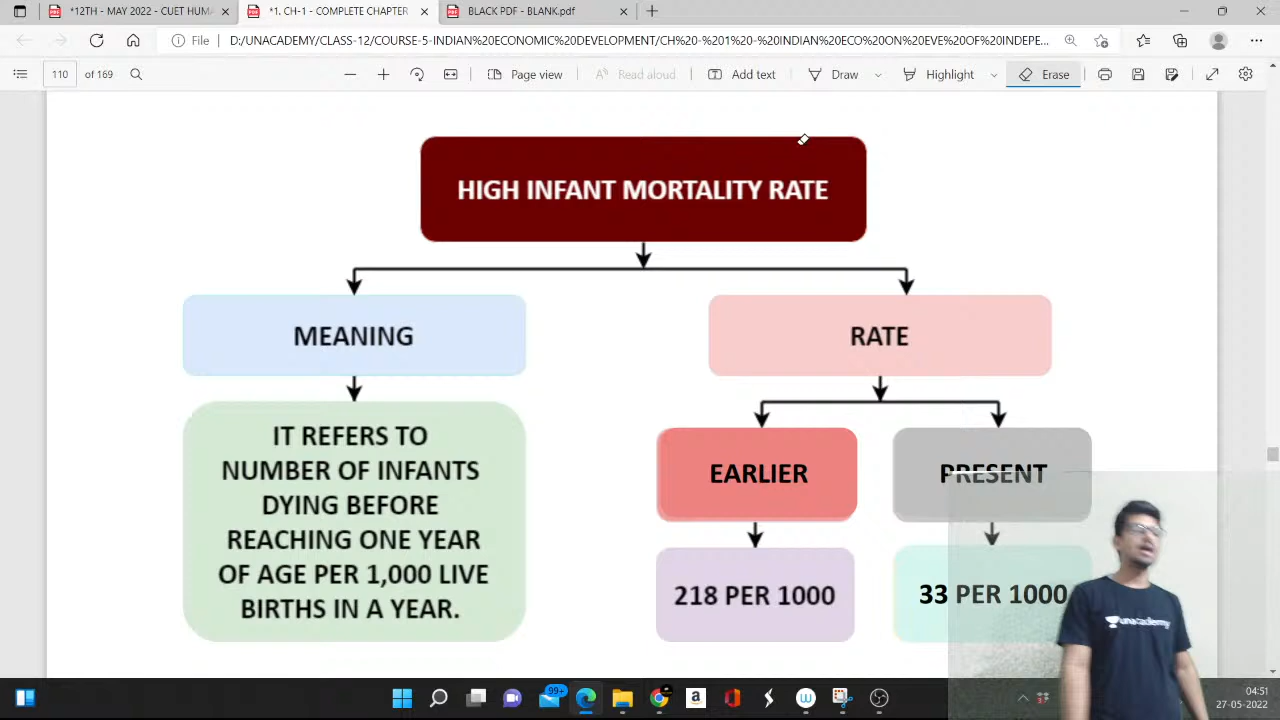 *12TH - MAY 2022 - CUET HUMA
*1. CH-1 - COMPLETE CHAPTER
BLACK PDF - BLANK.pdf
File
D:/UNACADEMY/CLASS-12/COURSE-5-INDIAN%20ECONOMIC%20DEVELOPMENT/CH%20-%201%20-%20INDIAN%20ECO%20ON%20EVE%20OF%20INDEPE...
110
of 169
Page view
Read aloud
Add text
Draw
Highlight
Erase
HIGH INFANT MORTALITY RATE
MEANING
RATE
IT REFERS TO
NUMBER OF INFANTS
DYING BEFORE
REACHING ONE YEAR
OF AGE PER 1,000 LIVE
BIRTHS IN A YEAR.
EARLIER
PRESENT
218 PER 1000
33 PER 1000
unacademy
99+
04:51
27-05-2022